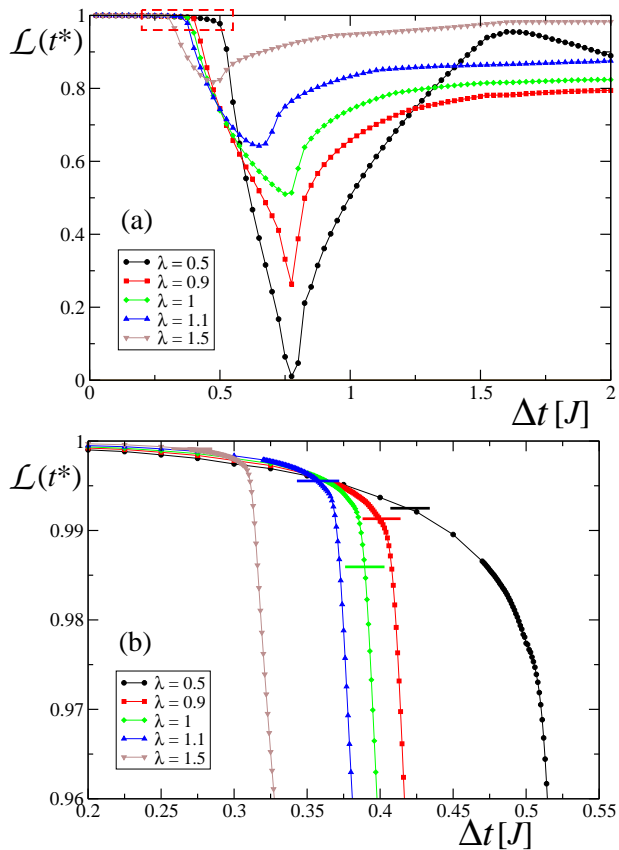 1
0.8
0.6
0.4
0.2
0
ℒ(t*)
(a)
λ = 0.5
λ = 0.9
λ = 1
λ = 1.1
λ = 1.5
0 0.5 1 1.5 2
Δt [J]
1
0.99
0.98
0.97
0.96
ℒ(t*)
(b)
λ = 0.5
λ = 0.9
λ = 1
λ = 1.1
λ = 1.5
0.2 0.25 0.3 0.35 0.4 0.45 0.5 0.55
Δt [J]